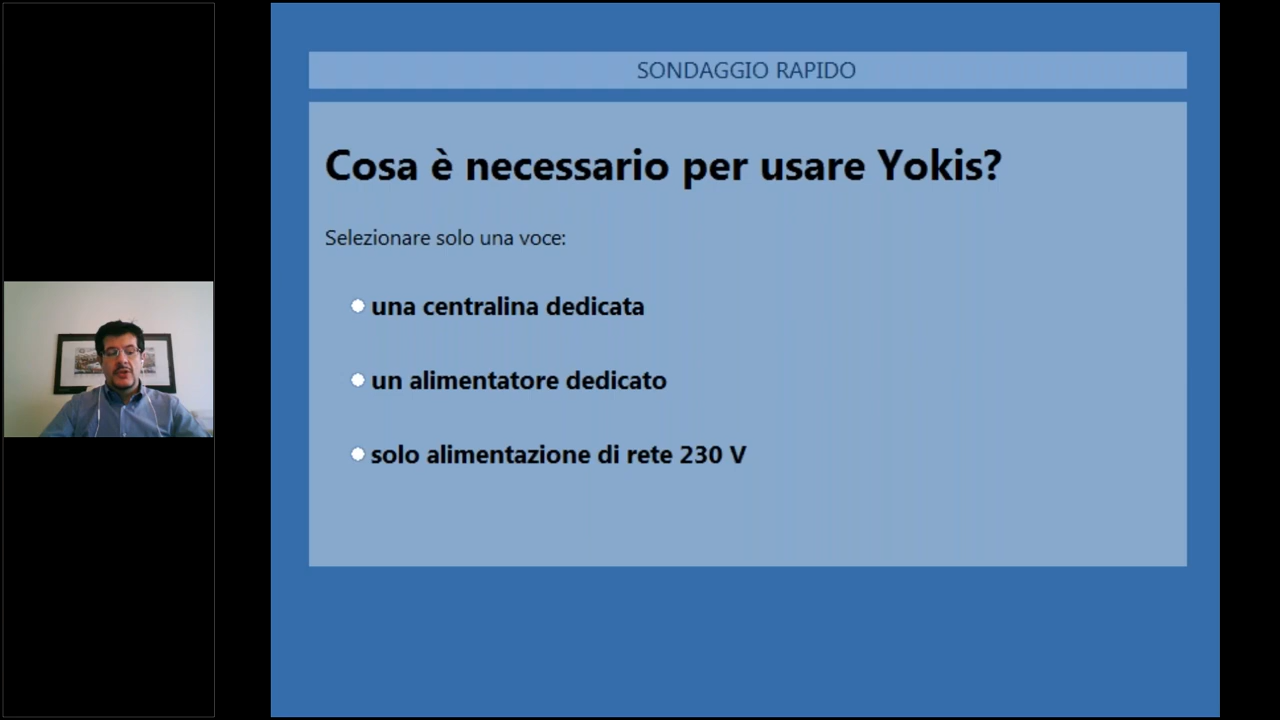 SONDAGGIO RAPIDO
Cosa è necessario per usare Yokis?
Selezionare solo una voce:
una centralina dedicata
un alimentatore dedicato
solo alimentazione di rete 230 V